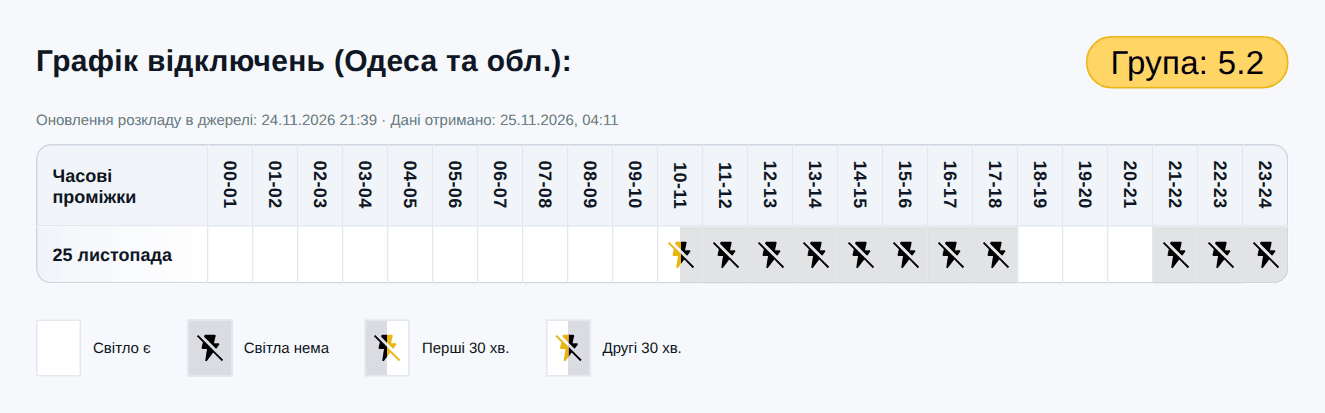 Графік відключень (Одеса та обл.):
Група: 5.2
Оновлення розкладу в джерелі: 24.11.2026 21:39 · Дані отримано: 25.11.2026, 04:11
Часові
проміжки
00-01
01-02
02-03
03-04
04-05
05-06
06-07
07-08
08-09
09-10
10-11
11-12
12-13
13-14
14-15
15-16
16-17
17-18
18-19
19-20
20-21
21-22
22-23
23-24
25 листопада
Світло є
Світла нема
Перші 30 хв.
Другі 30 хв.